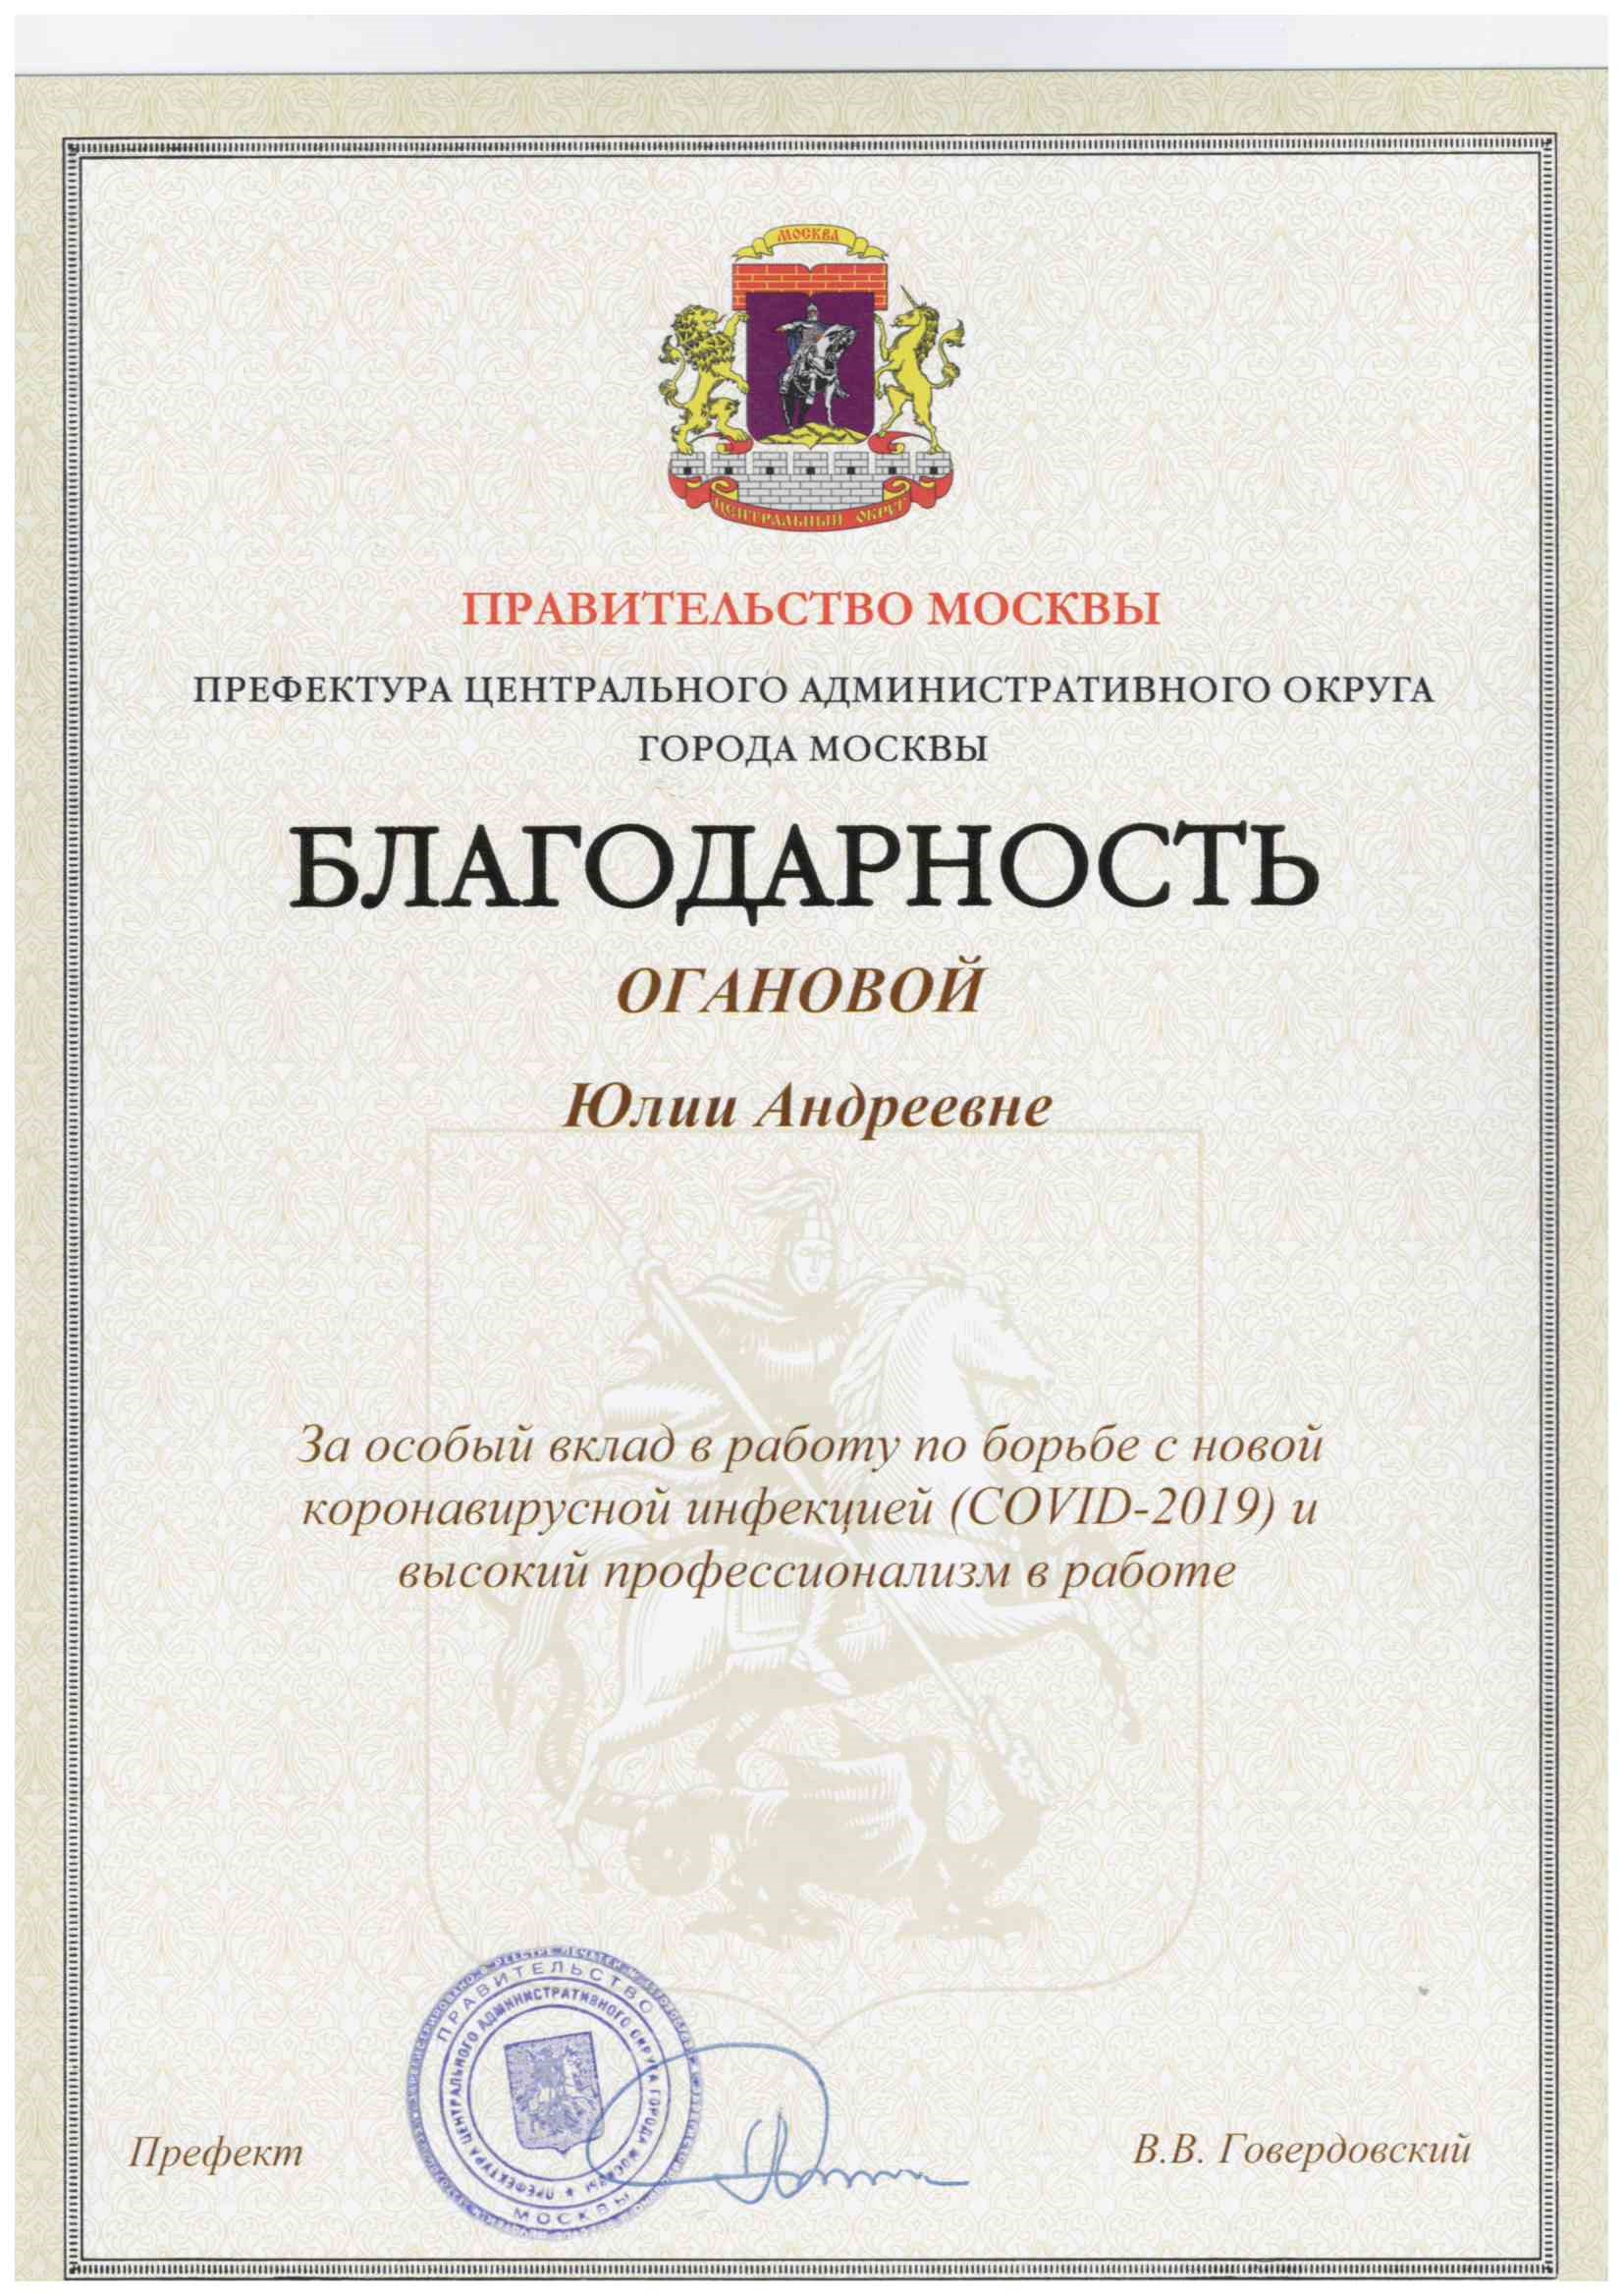 МОСКВА
ЦЕНТРАЛЬНЫЙ ОКРУГ
ПРАВИТЕЛЬСТВО МОСКВЫ
ПРЕФЕКТУРА ЦЕНТРАЛЬНОГО АДМИНИСТРАТИВНОГО ОКРУГА
ГОРОДА МОСКВЫ
БЛАГОДАРНОСТЬ
ОГАНОВОЙ
Юлии Андреевне
За особый вклад в работу по борьбе с новой
коронавирусной инфекцией (COVID-2019) и
высокий профессионализм в работе
ПРАВИТЕЛЬСТВО МОСКВЫ
ПРЕФЕКТУРА ЦЕНТРАЛЬНОГО АДМИНИСТРАТИВНОГО ОКРУГА ГОРОДА МОСКВЫ
Префект
В.В. Говердовский